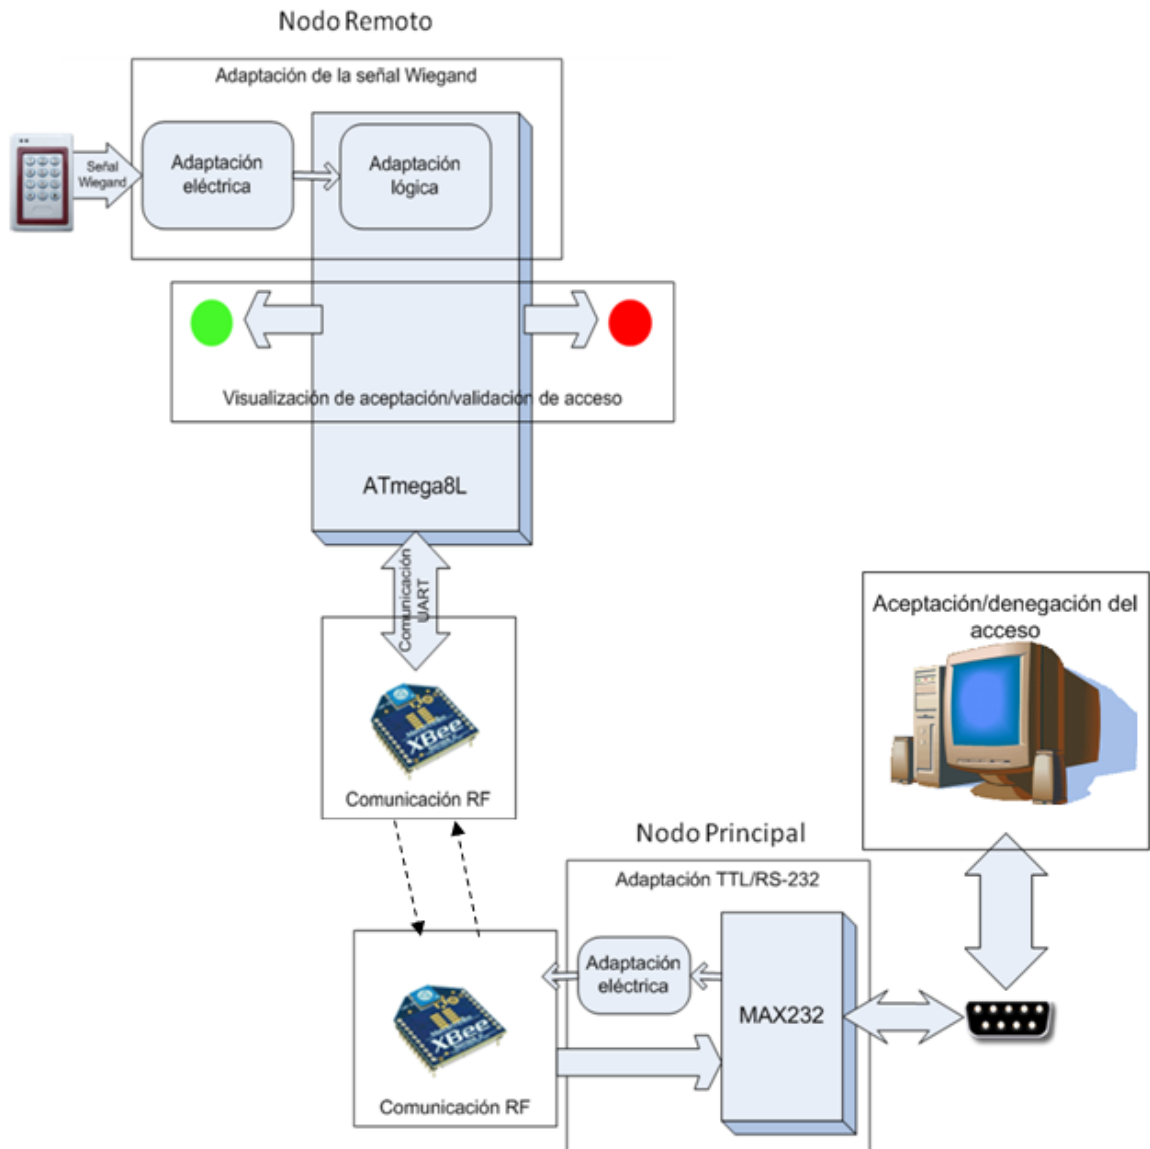 Nodo Remoto
Adaptación de la señal Wiegand
Señal
Wiegand
Adaptación
eléctrica
Adaptación
lógica
Visualización de aceptación/validación de acceso
ATmega8L
Comunicación
UART
XBee
Comunicación RF
Aceptación/denegación del
acceso
Nodo Principal
Adaptación TTL/RS-232
Adaptación
eléctrica
MAX232
XBee
Comunicación RF